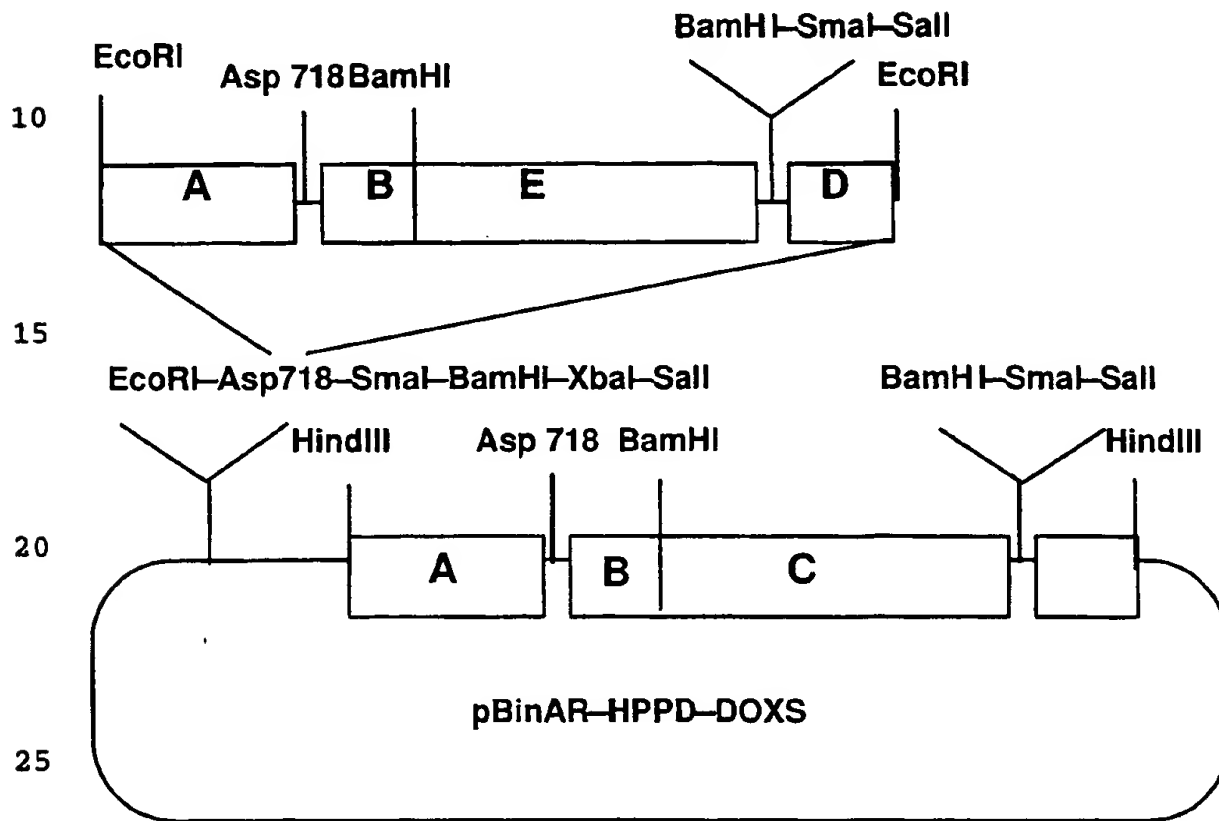 BamHI–SmaI–SalI
EcoRI
Asp 718 BamHI
EcoRI
10
A
B
E
D
15
EcoRI–Asp718–SmaI–BamHI–XbaI–SalI
BamHI–SmaI–SalI
HindIII
Asp 718
BamHI
HindIII
20
A
B
C
pBinAR–HPPD–DOXS
25